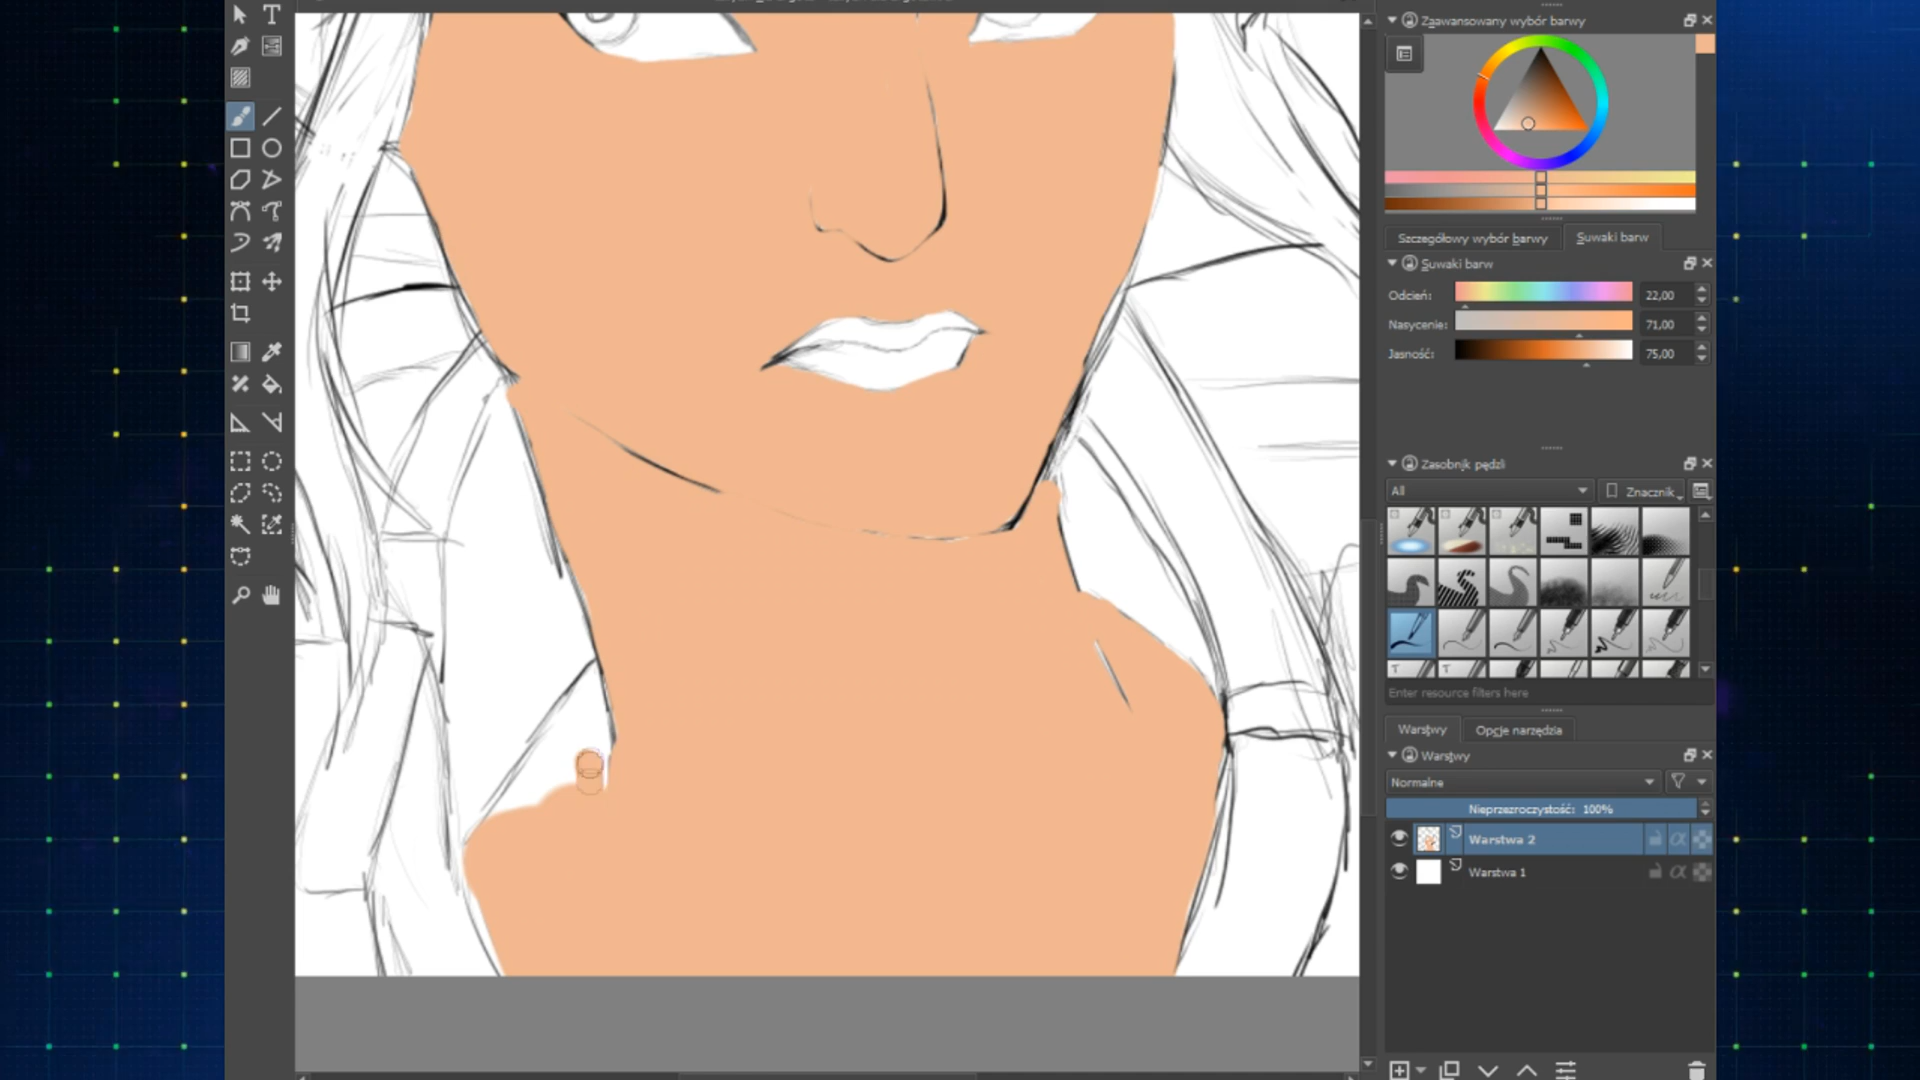 Zaawansowany wybór barwy
Szczegółowy wybór barwy
Suwaki barw
Suwaki barw
Odcień:
22,00
Nasycenie:
71,00
Jasność:
75,00
Zasobnik pędzli
All
Znacznik
Enter resource filters here
Warstwy
Opcje narzędzia
Warstwy
Normalne
Nieprzezroczystość: 100%
Warstwa 2
Warstwa 1